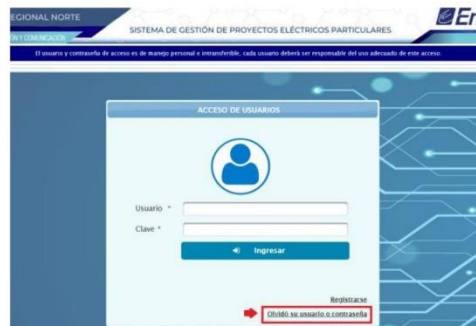 EGIONAL NORTE
SISTEMA DE GESTIÓN DE PROYECTOS ELÉCTRICOS PARTICULARES
ON Y COMUNICACIÓN
El usuario y contraseña de acceso es de manejo personal e intransferible, cada usuario deberá ser responsable del uso adecuado de este acceso.
ACCESO DE USUARIOS
Usuario *
Clave *
Ingresar
Registrarse
Olvidó su usuario o contraseña